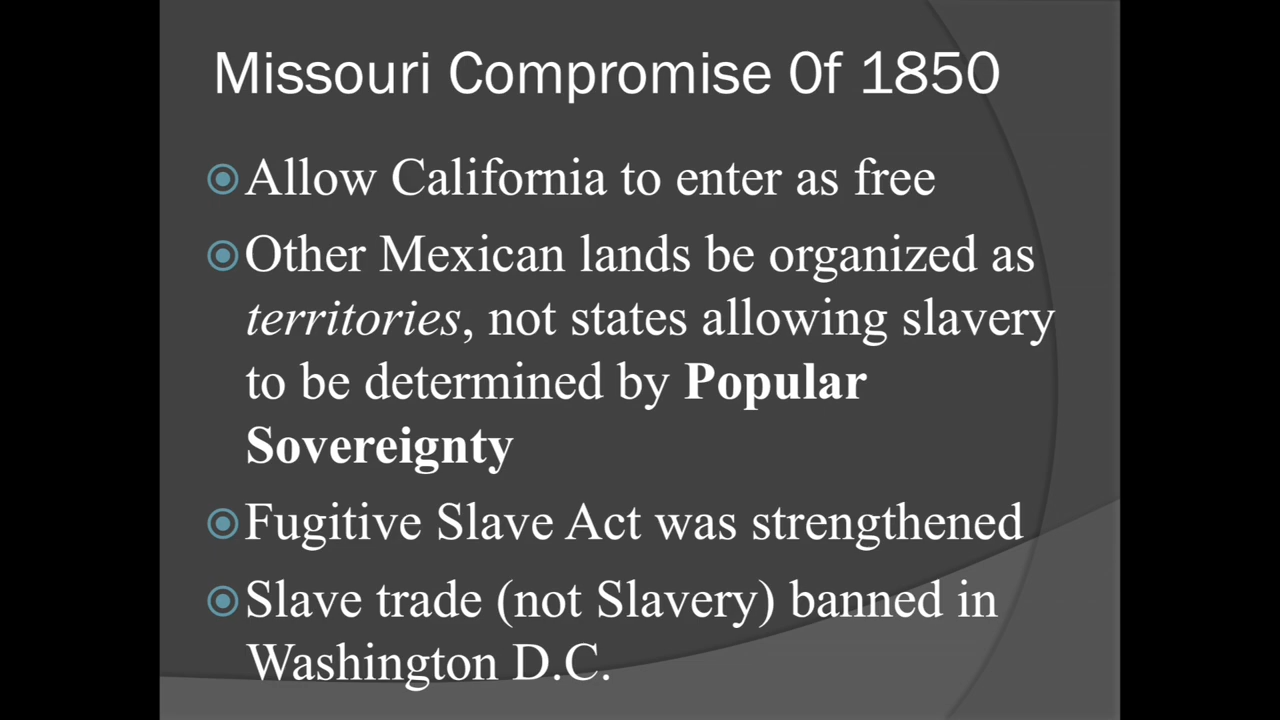 Missouri Compromise Of 1850
Allow California to enter as free
Other Mexican lands be organized as
territories, not states allowing slavery
to be determined by Popular
Sovereignty
Fugitive Slave Act was strengthened
Slave trade (not Slavery) banned in
Washington D.C.